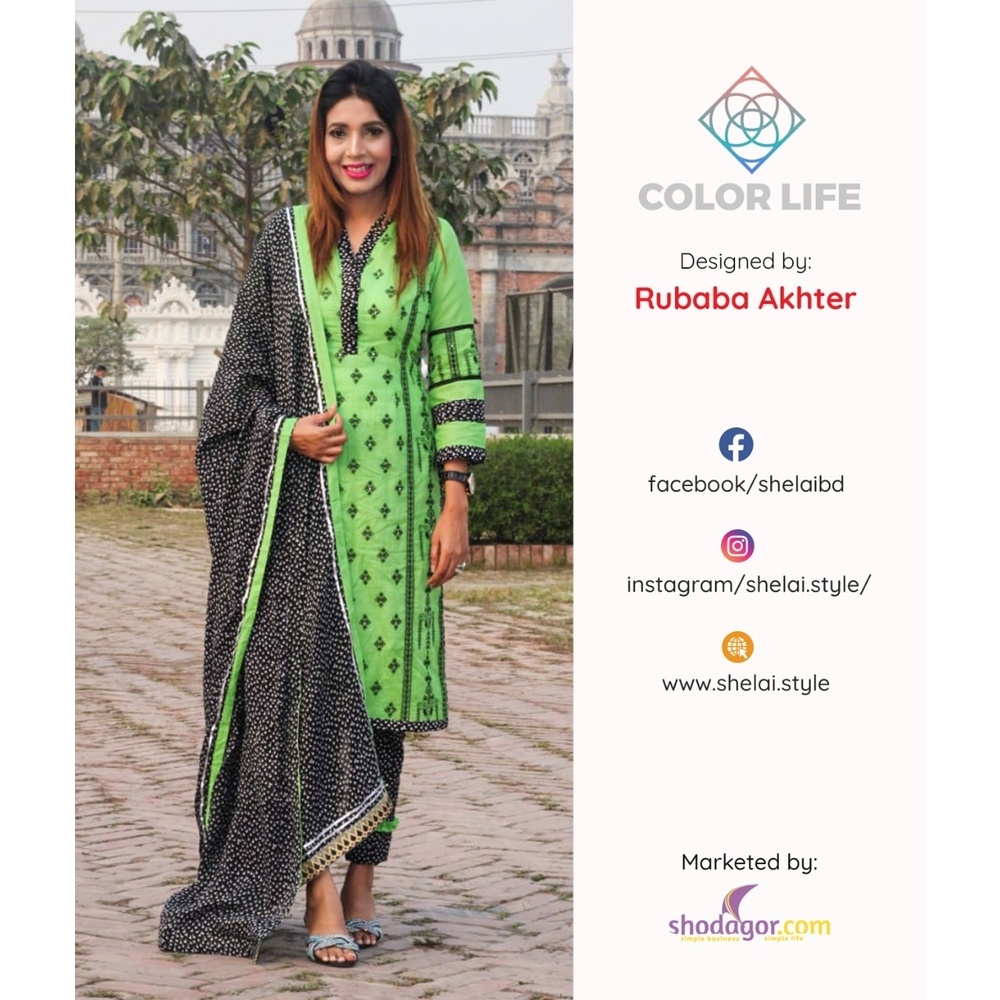 COLOR LIFE
Designed by:
Rubaba Akhter
facebook/shelaibd
instagram/shelai.style/
www.shelai.style
Marketed by:
shodagor.com
simple business simple life